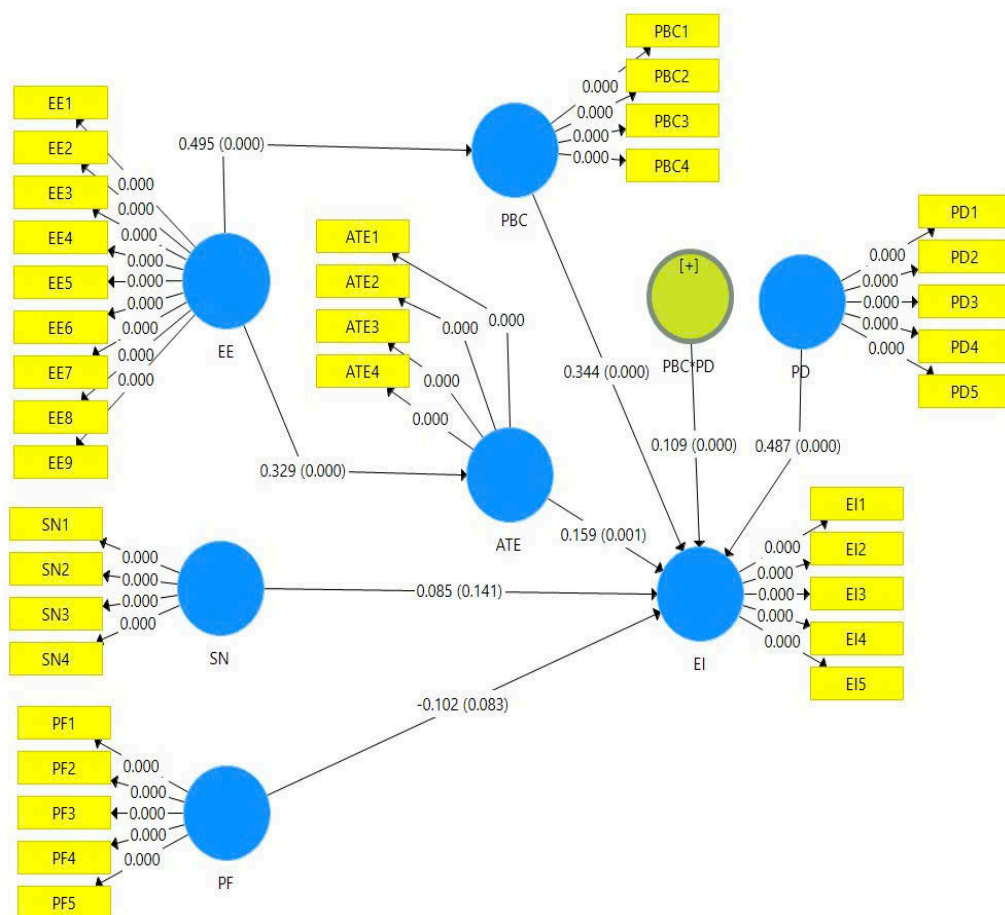 PBC1
0.000
PBC2
0.000
PBC3
0.000
PBC4
0.000
PBC
EE1
EE2
EE3
EE4
EE5
EE6
EE7
EE8
EE9
0.000
0.000
0.000
0.000
0.000
0.000
0.000
0.000
0.000
EE
0.495 (0.000)
0.329 (0.000)
ATE1
ATE2
ATE3
ATE4
0.000
0.000
0.000
0.000
ATE
[+]
PBC*PD
PD
PD1
PD2
PD3
PD4
PD5
0.000
0.000
0.000
0.000
0.000
0.344 (0.000)
0.109 (0.000)
0.487 (0.000)
0.159 (0.001)
SN1
SN2
SN3
SN4
0.000
0.000
0.000
0.000
SN
0.085 (0.141)
EI
EI1
EI2
EI3
EI4
EI5
0.000
0.000
0.000
0.000
0.000
-0.102 (0.083)
PF1
PF2
PF3
PF4
PF5
0.000
0.000
0.000
0.000
0.000
PF